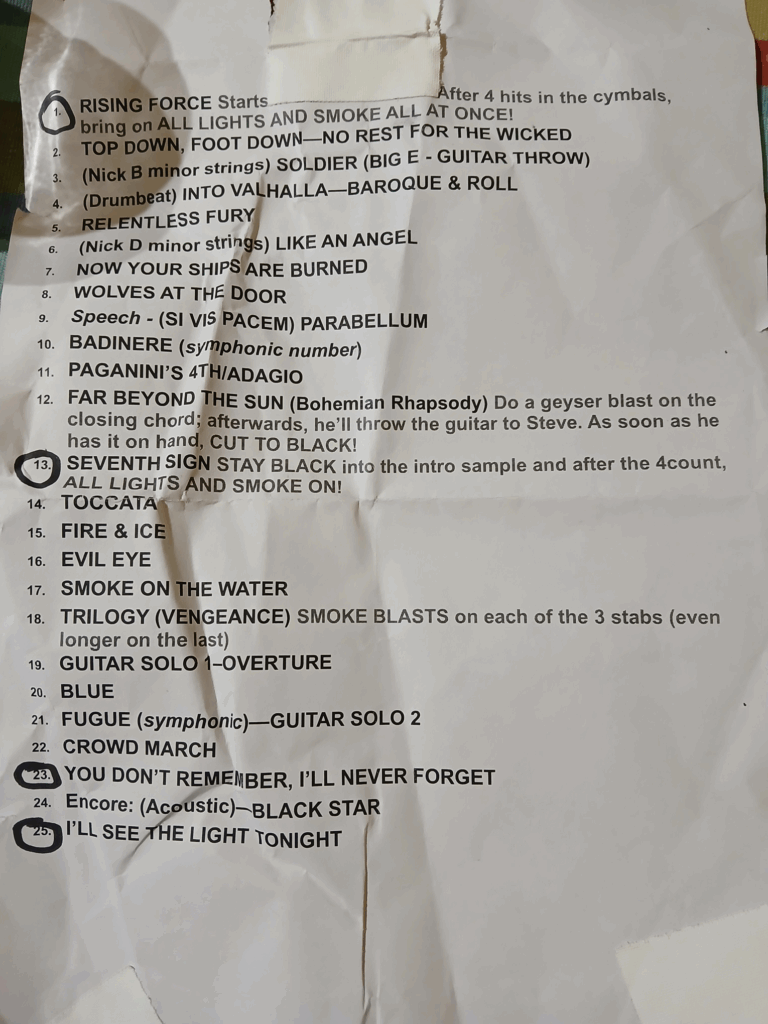 1. RISING FORCE Starts After 4 hits in the cymbals,
bring on ALL LIGHTS AND SMOKE ALL AT ONCE!
2. TOP DOWN, FOOT DOWN—NO REST FOR THE WICKED
3. (Nick B minor strings) SOLDIER (BIG E - GUITAR THROW)
4. (Drumbeat) INTO VALHALLA—BAROQUE & ROLL
5. RELENTLESS FURY
6. (Nick D minor strings) LIKE AN ANGEL
7. NOW YOUR SHIPS ARE BURNED
8. WOLVES AT THE DOOR
9. Speech - (SI VIS PACEM) PARABELLUM
10. BADINERE (symphonic number)
11. PAGANINI'S 4TH/ADAGIO
12. FAR BEYOND THE SUN (Bohemian Rhapsody) Do a geyser blast on the
closing chord; afterwards, he'll throw the guitar to Steve. As soon as he
has it on hand, CUT TO BLACK!
13. SEVENTH SIGN STAY BLACK into the intro sample and after the 4count,
ALL LIGHTS AND SMOKE ON!
14. TOCCATA
15. FIRE & ICE
16. EVIL EYE
17. SMOKE ON THE WATER
18. TRILOGY (VENGEANCE) SMOKE BLASTS on each of the 3 stabs (even
longer on the last)
19. GUITAR SOLO 1–OVERTURE
20. BLUE
21. FUGUE (symphonic)—GUITAR SOLO 2
22. CROWD MARCH
23. YOU DON'T REMEMBER, I'LL NEVER FORGET
24. Encore: (Acoustic)—BLACK STAR
25. I'LL SEE THE LIGHT TONIGHT